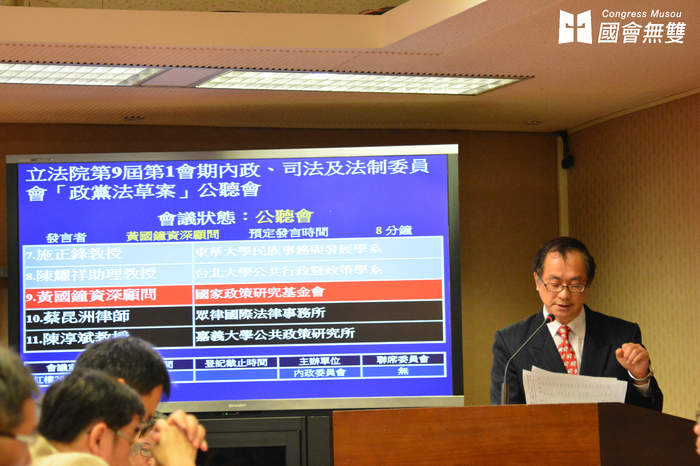 Congress Musou
國會無雙
立法院第9屆第1會期內政、司法及法制委員
會「政黨法草案」公聽會
會議狀態：公聽會
發言者 黃國鐘資深顧問 預定發言時間 8 分鐘
7.施正鋒教授 東華大學民族事務與發展學系
8.陳耀祥助理教授 台北大學公共行政暨政策學系
9.黃國鐘資深顧問 國家政策研究基金會
10.蔡昆洲律師 眾律國際法律事務所
11.陳淳斌教授 嘉義大學公共政策研究所
會議室 登記截止時間 主辦單位 聯席委員會
紅樓 內政委員會 無